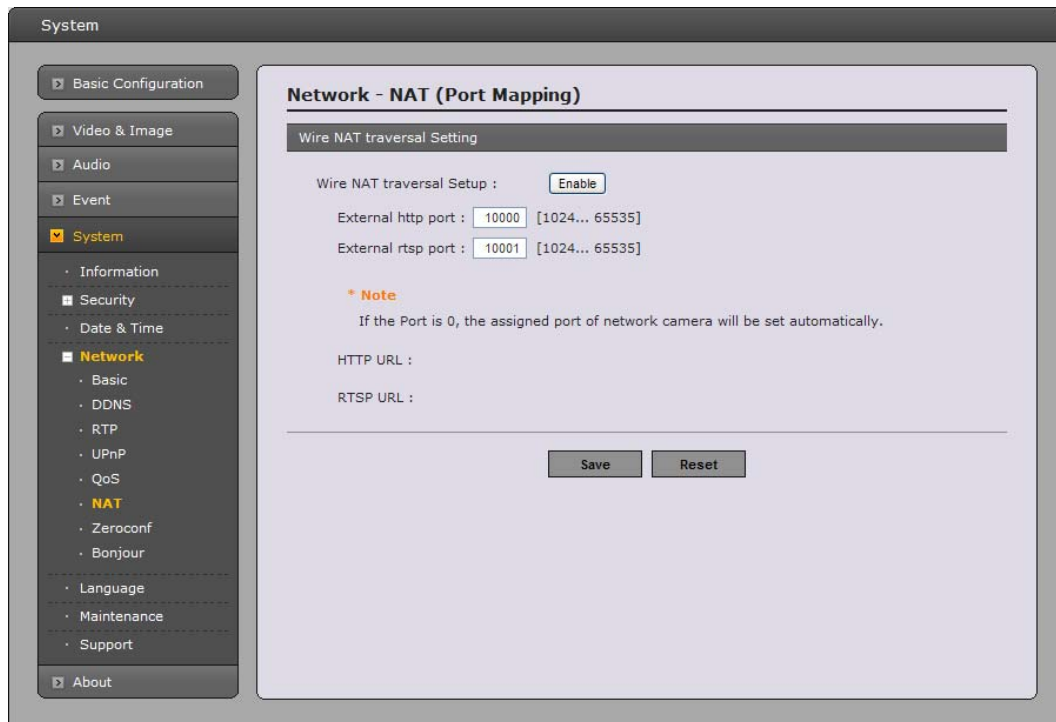 System
Basic Configuration
Video & Image
Audio
Event
System
Information
Security
Date & Time
Network
Basic
DDNS
RTP
UPnP
QoS
NAT
Zeroconf
Bonjour
Language
Maintenance
Support
About
Network - NAT (Port Mapping)
Wire NAT traversal Setting
Wire NAT traversal Setup : Enable
External http port : 10000 [1024... 65535]
External rtsp port : 10001 [1024... 65535]
* Note
If the Port is 0, the assigned port of network camera will be set automatically.
HTTP URL :
RTSP URL :
Save Reset